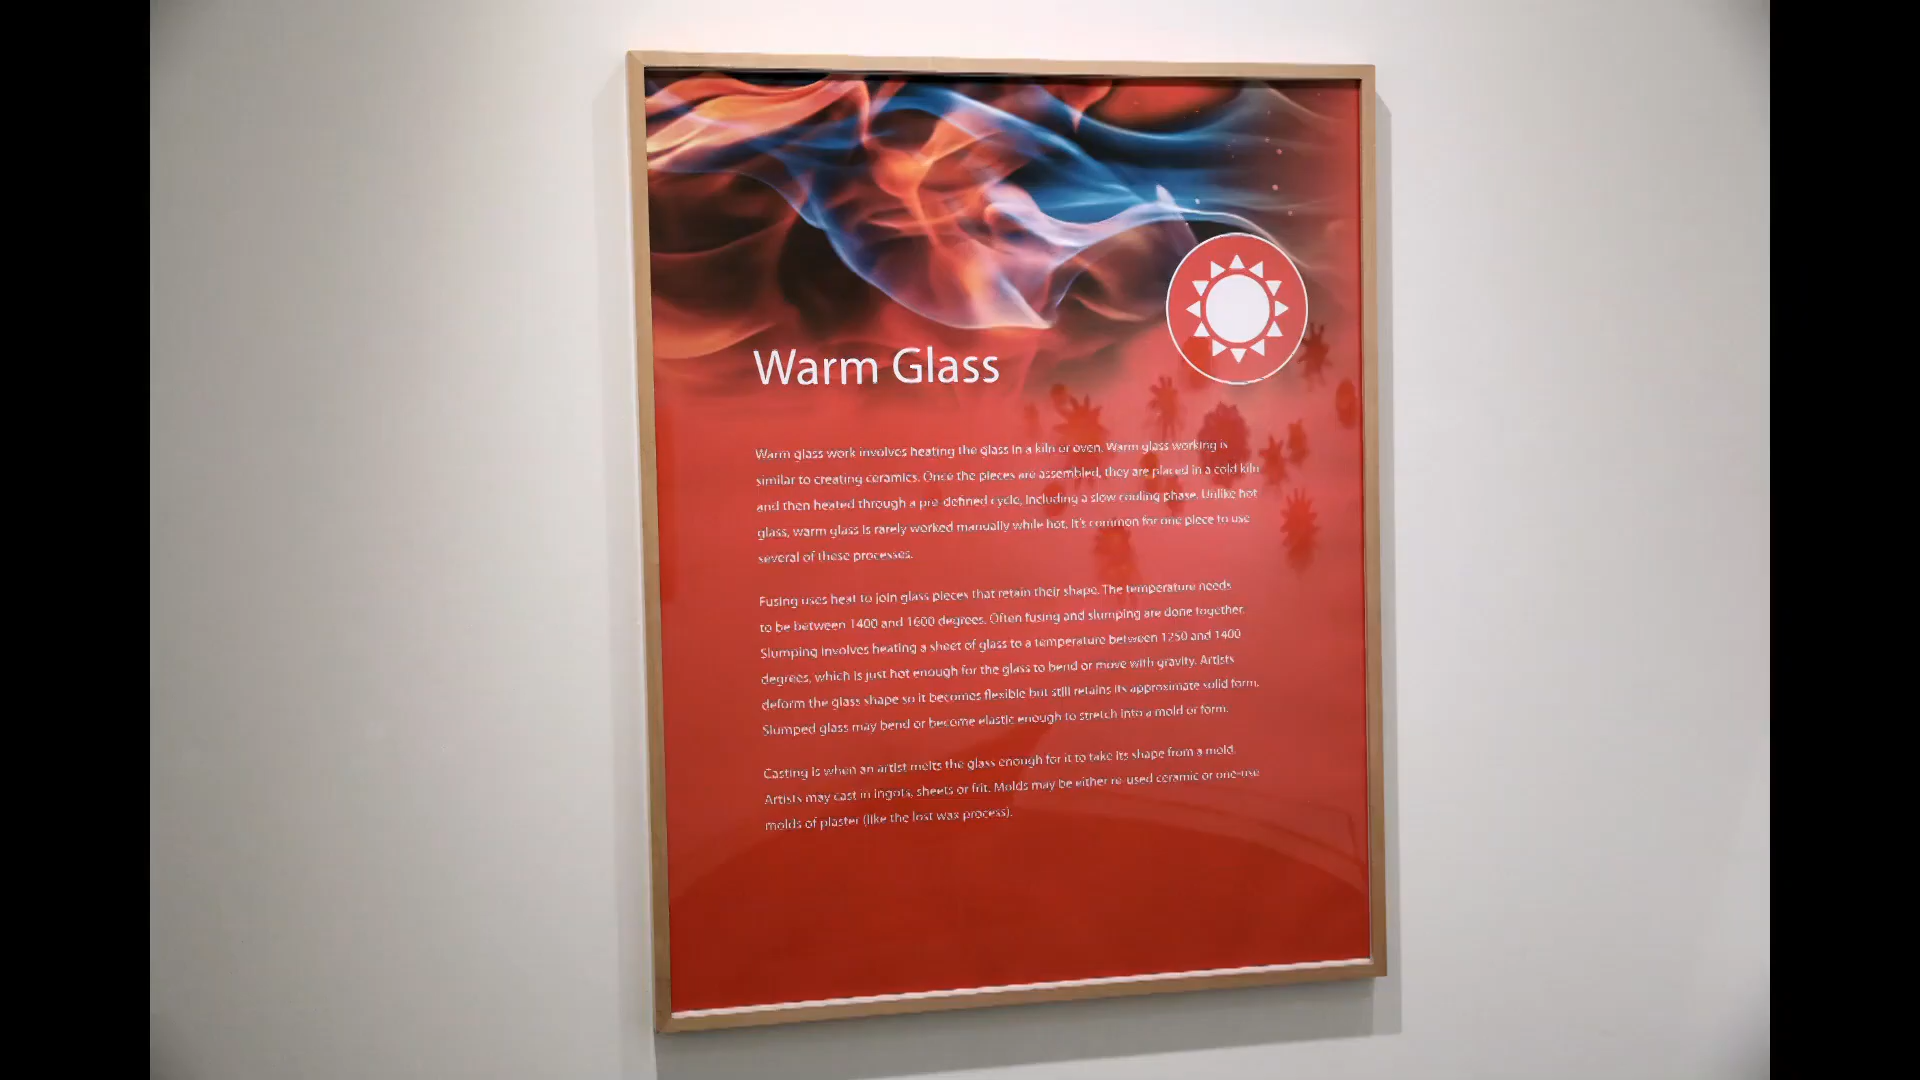 Warm Glass
Warm glass work involves heating the glass in a kiln or oven. Warm glass working is
similar to creating ceramics. Once the pieces are assembled, they are placed in a cold kiln
and then heated through a pre-defined cycle, including a slow cooling phase. Unlike hot
glass, warm glass is rarely worked manually while hot. It's common for one piece to use
several of these processes.
Fusing uses heat to join glass pieces that retain their shape. The temperature needs
to be between 1400 and 1600 degrees. Often fusing and slumping are done together.
Slumping involves heating a sheet of glass to a temperature between 1250 and 1400
degrees, which is just hot enough for the glass to bend or move with gravity. Artists
deform the glass shape so it becomes flexible but still retains its approximate solid form.
Slumped glass may bend or become elastic enough to stretch into a mold or form.
Casting is when an artist melts the glass enough for it to take its shape from a mold.
Artists may cast in ingots, sheets or frit. Molds may be either re-used ceramic or one-use
molds of plaster (like the lost wax process).